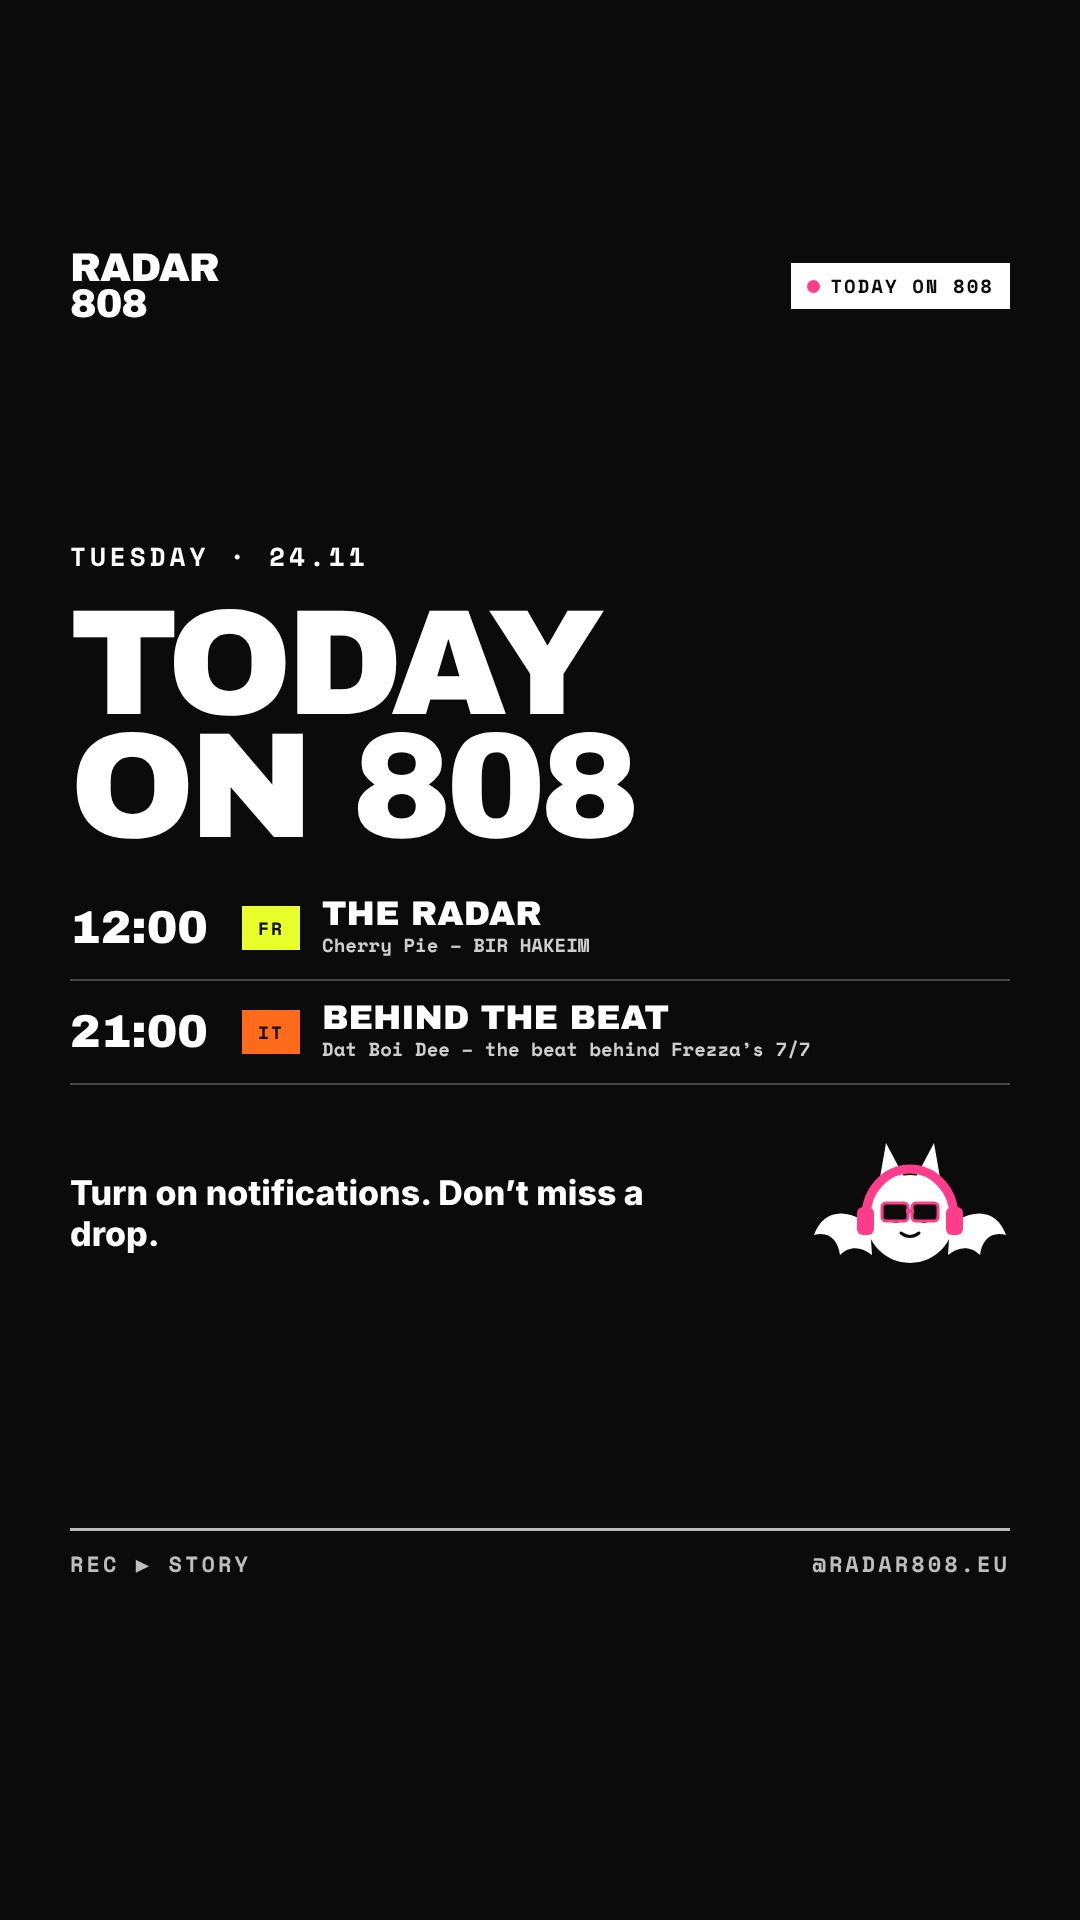 RADAR
808
TODAY ON 808
TUESDAY · 24.11
TODAY
ON 808
12:00 FR THE RADAR
Cherry Pie – BIR HAKEIM
21:00 IT BEHIND THE BEAT
Dat Boi Dee – the beat behind Frezza’s 7/7
Turn on notifications. Don’t miss a
drop.
REC ▶ STORY
@RADAR808.EU